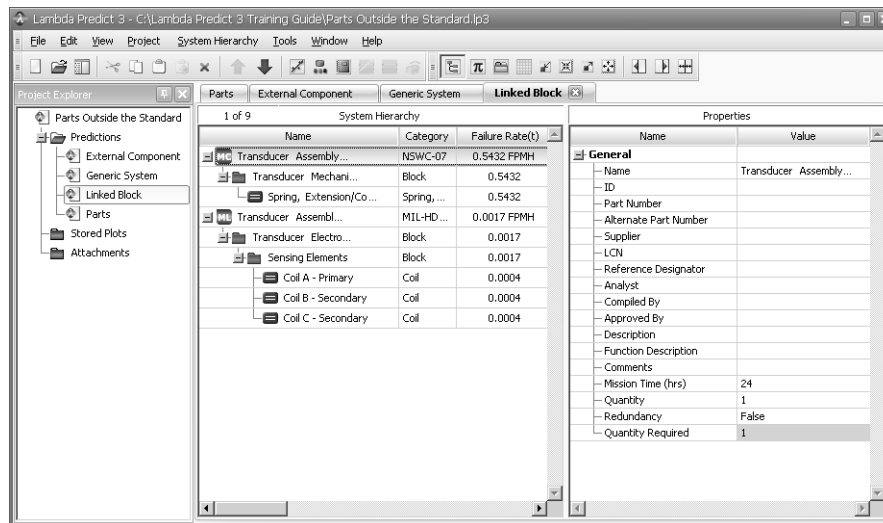 Lambda Predict 3 - C:\Lambda Predict 3 Training Guide\Parts Outside the Standard.lp3
File Edit View Project System Hierarchy Tools Window Help
Project Explorer
Parts Outside the Standard
Predictions
External Component
Generic System
Linked Block
Parts
Stored Plots
Attachments
Parts External Component Generic System Linked Block
1 of 9 System Hierarchy
Name Category Failure Rate(t)
MC Transducer Assembly... NSWC-07 0.5432 FPMH
Transducer Mechani... Block 0.5432
Spring, Extension/Co... Spring, ... 0.5432
ML Transducer Assembl... MIL-HD... 0.0017 FPMH
Transducer Electro... Block 0.0017
Sensing Elements Block 0.0017
Coil A - Primary Coil 0.0004
Coil B - Secondary Coil 0.0004
Coil C - Secondary Coil 0.0004
Properties
Name Value
General
Name Transducer Assembly...
ID
Part Number
Alternate Part Number
Supplier
LCN
Reference Designator
Analyst
Compiled By
Approved By
Description
Function Description
Comments
Mission Time (hrs) 24
Quantity 1
Redundancy False
Quantity Required 1